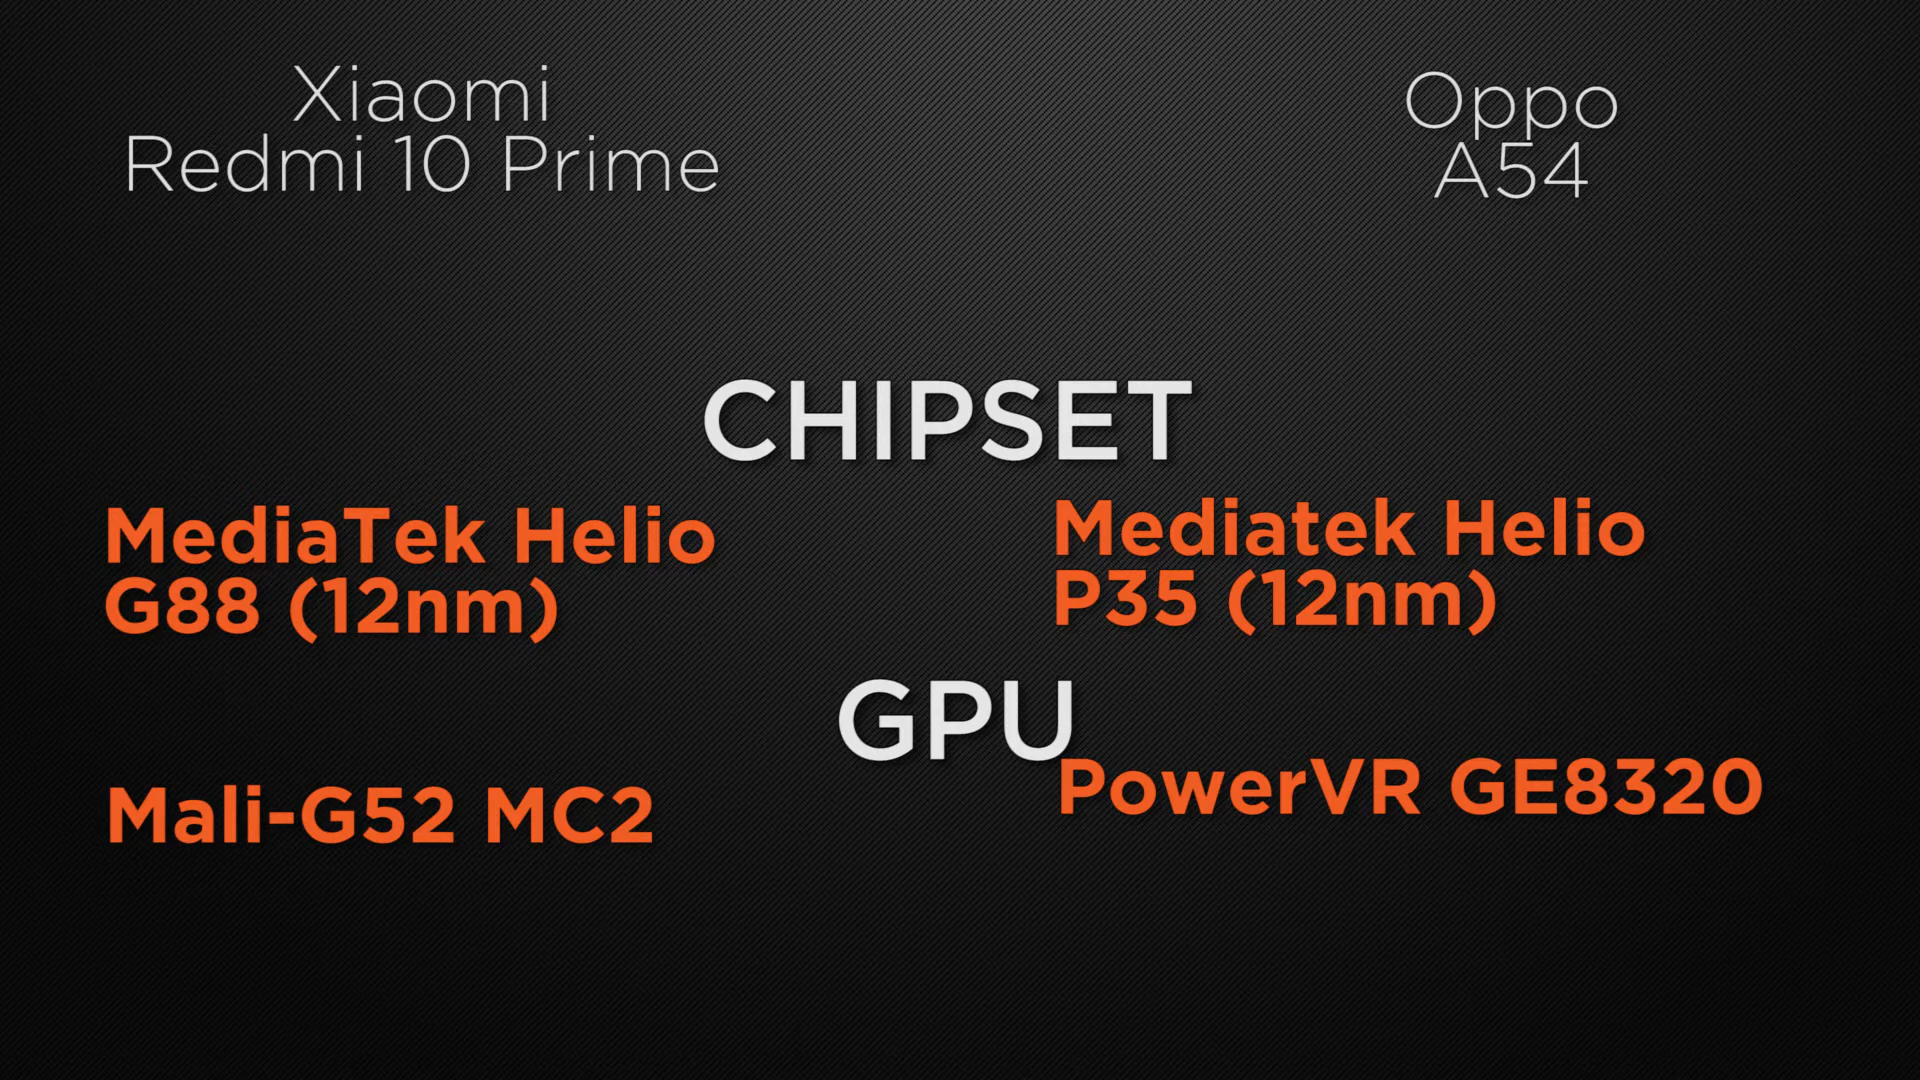 Xiaomi
Redmi 10 Prime
Oppo
A54
CHIPSET
MediaTek Helio
G88 (12nm)
Mediatek Helio
P35 (12nm)
GPU
Mali-G52 MC2
PowerVR GE8320